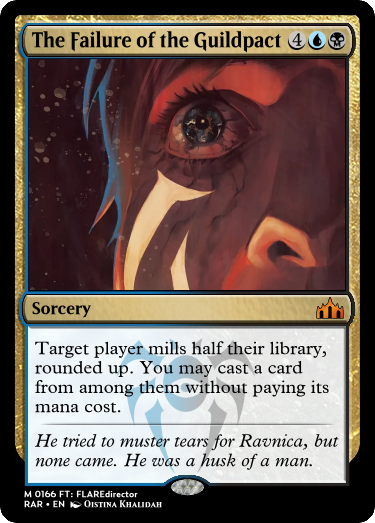 The Failure of the Guildpact 4
Sorcery
Target player mills half their library,
rounded up. You may cast a card
from among them without paying its
mana cost.
He tried to muster tears for Ravnica, but
none came. He was a husk of a man.
M 0166 FT: FLAREdirector
RAR • EN Oistina Khalidah